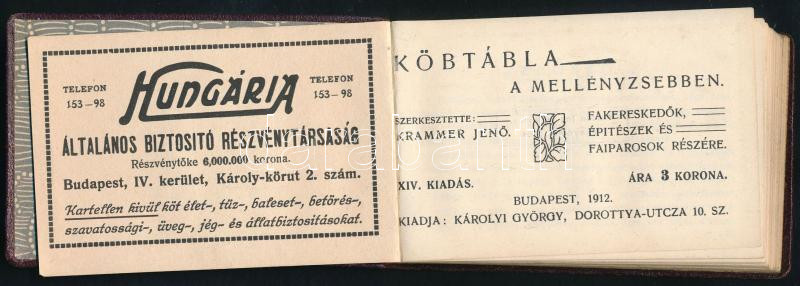 TELEFON
153-98
HUNGÁRIA
TELEFON
153-98
ÁLTALÁNOS BIZTOSITÓ RÉSZVÉNYTÁRSASÁG
Részvénytőke 6,000.000 korona.
Budapest, IV. kerület, Károly-körut 2. szám.
Kartellen kivül köt élet-, tüz-, baleset-, betörés-,
szavatossági-, üveg-, jég- és állatbiztositásokat.
KÖBTÁBLA
A MELLÉNYZSEBBEN.
SZERKESZTETTE:
KRAMMER JENŐ.
FAKERESKEDŐK,
ÉPITÉSZEK ÉS
FAIPAROSOK RÉSZÉRE.
XIV. KIADÁS.
ÁRA 3 KORONA.
BUDAPEST, 1912.
KIADJA: KÁROLYI GYÖRGY, DOROTTYA-UTCZA 10. SZ.